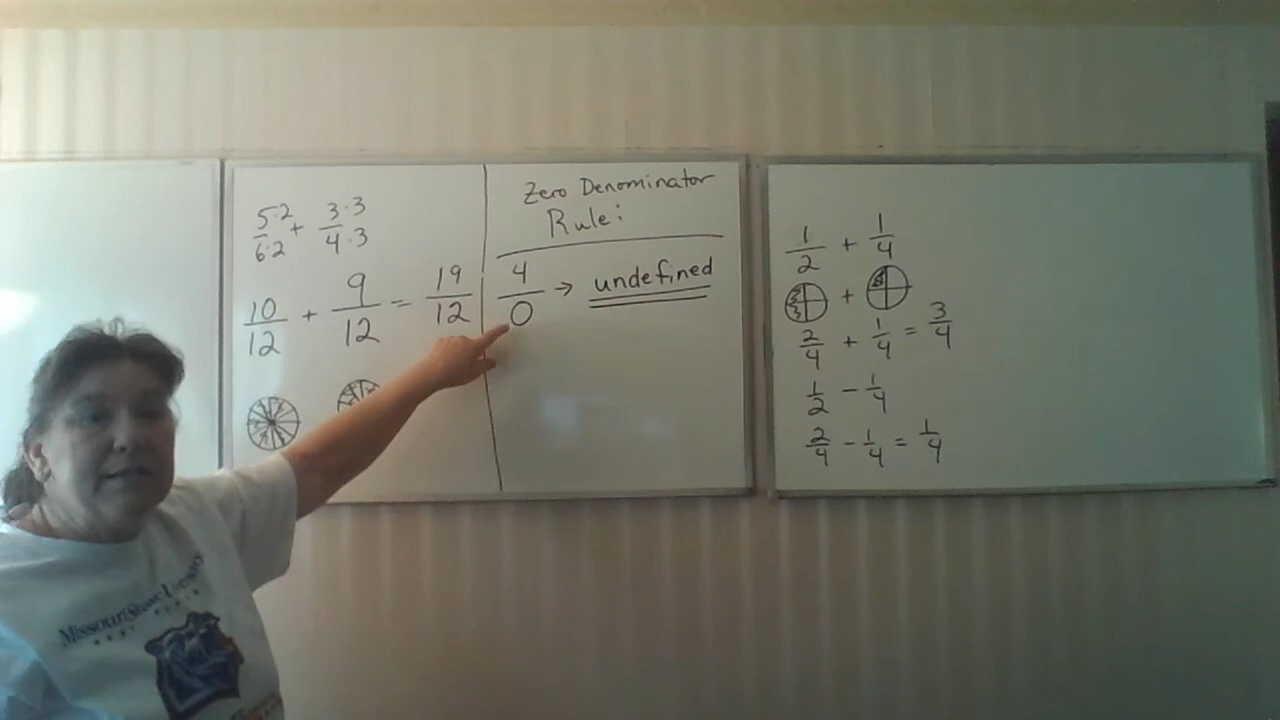 5·2/6·2 + 3·3/4·3
10/12 + 9/12 = 19/12
Zero Denominator
Rule:
4/0 → undefined
1/2 + 1/4
+
2/4 + 1/4 = 3/4
1/2 - 1/4
2/4 - 1/4 = 1/4
Missouri State
West Plains